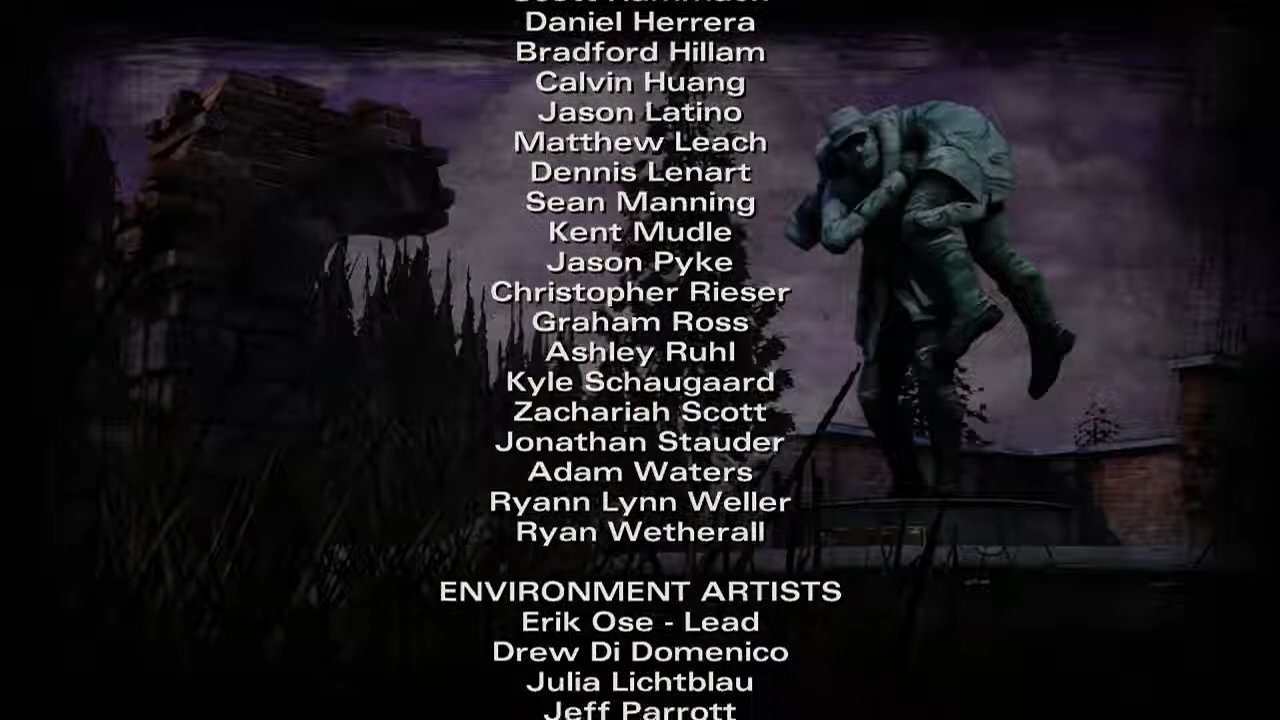 Daniel Herrera
Bradford Hillam
Calvin Huang
Jason Latino
Matthew Leach
Dennis Lenart
Sean Manning
Kent Mudle
Jason Pyke
Christopher Rieser
Graham Ross
Ashley Ruhl
Kyle Schaugaard
Zachariah Scott
Jonathan Stauder
Adam Waters
Ryann Lynn Weller
Ryan Wetherall
ENVIRONMENT ARTISTS
Erik Ose - Lead
Drew Di Domenico
Julia Lichtblau
Jeff Parrott